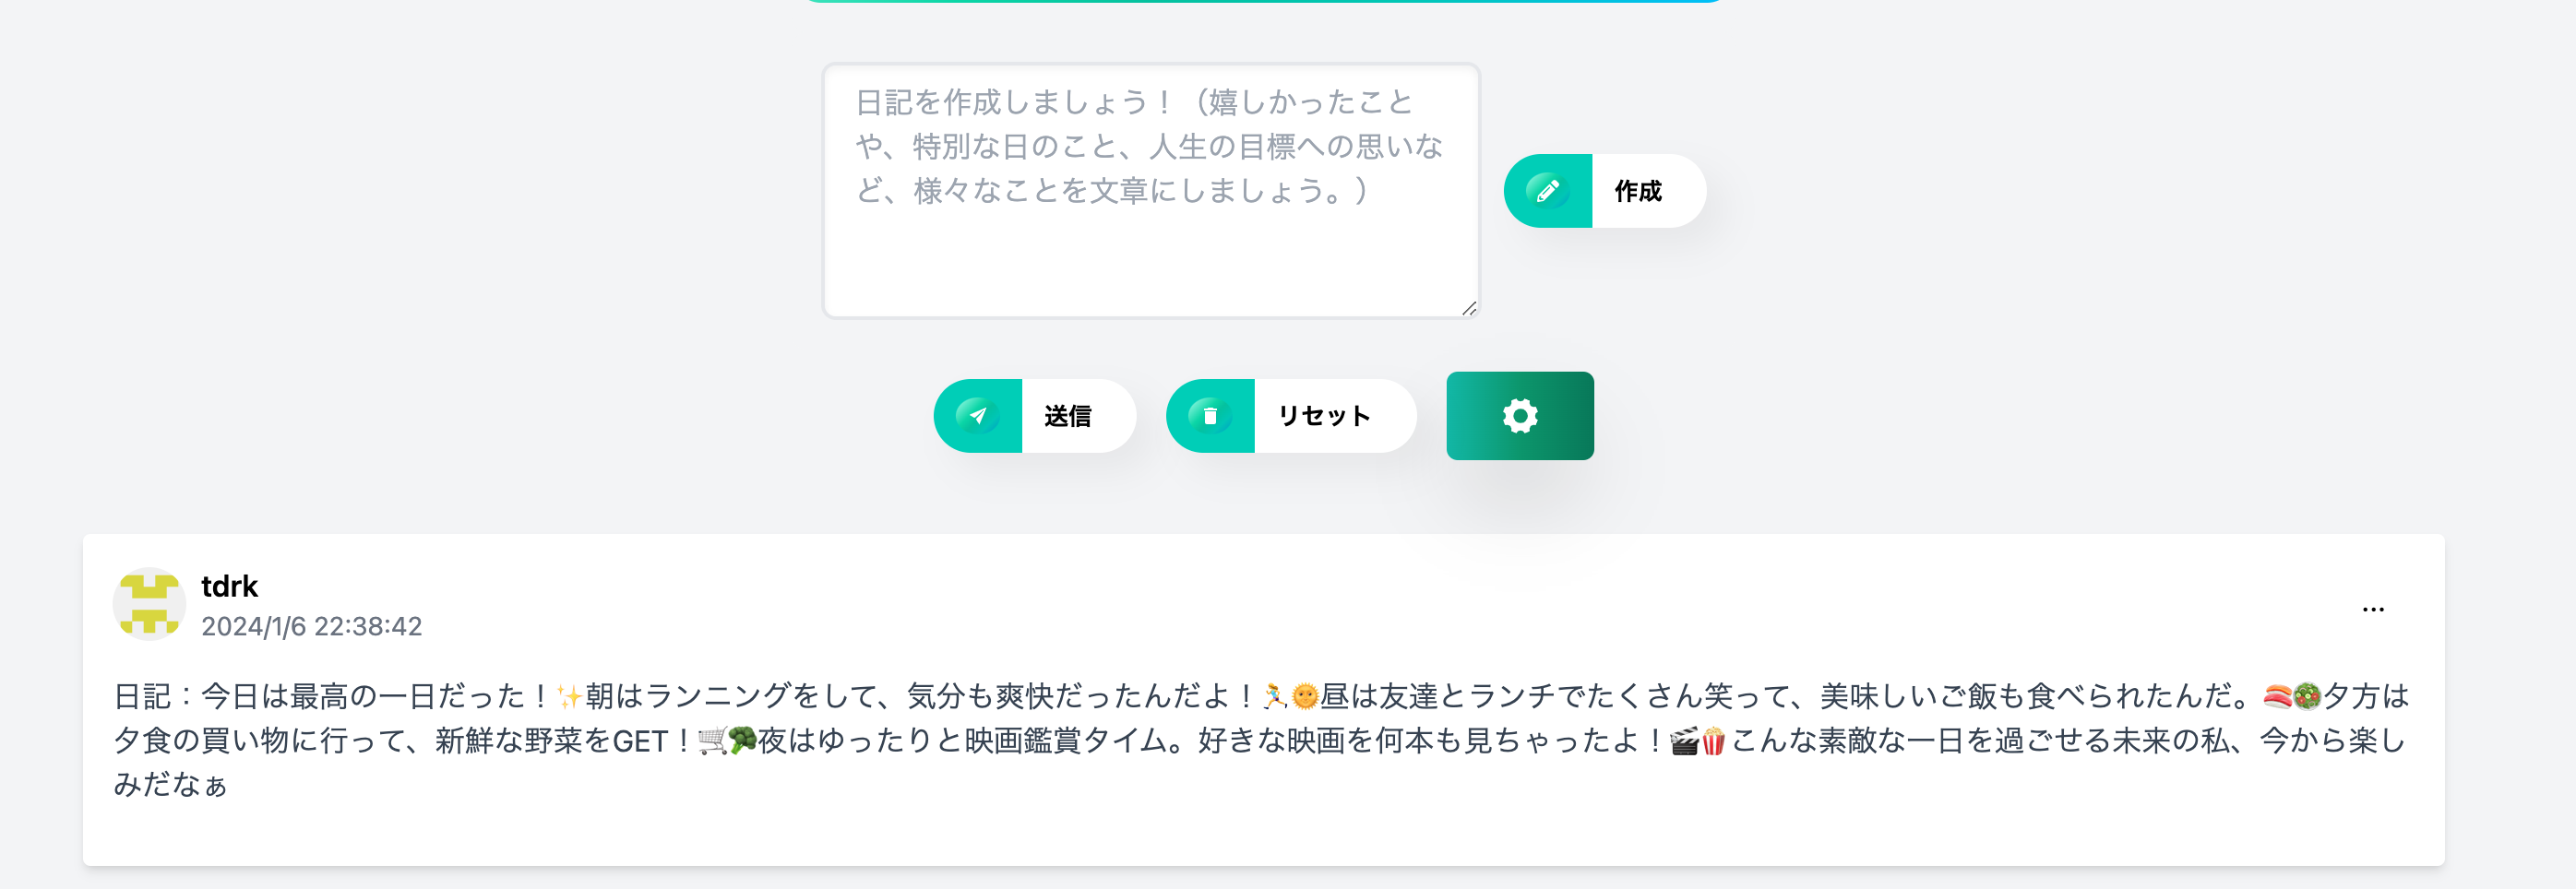 日記を作成しましょう！（嬉しかったこと
や、特別な日のこと、人生の目標への思いな
ど、様々なことを文章にしましょう。）
作成
送信
リセット
tdrk
2024/1/6 22:38:42
...
日記：今日は最高の一日だった！✨朝はランニングをして、気分も爽快だったんだよ！🏃🌞昼は友達とランチでたくさん笑って、美味しいご飯も食べられたんだ。🍣🥗夕方は
夕食の買い物に行って、新鮮な野菜をGET！🛒🥦夜はゆったりと映画鑑賞タイム。好きな映画を何本も見ちゃったよ！🎬🍿こんな素敵な一日を過ごせる未来の私、今から楽し
みだなぁ